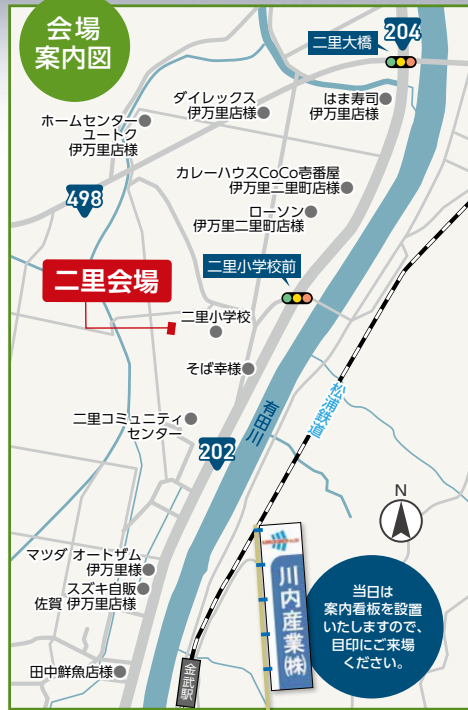 会場
案内図
204
二里大橋
ダイレックス
伊万里店様
はま寿司
伊万里店様
ホームセンター
ユートク
伊万里店様
カレーハウスCoCo壱番屋
伊万里二里町店様
498
ローソン
伊万里二里町店様
二里小学校前
二里会場
二里小学校
そば幸様
松浦鉄道
有田川
二里コミュニティ
センター
202
N
マツダ オートザム
伊万里様
スズキ自販
佐賀 伊万里店様
川内産業㈱
当日は
案内看板を設置
いたしますので、
目印にご来場
ください。
田中鮮魚店様
金武駅